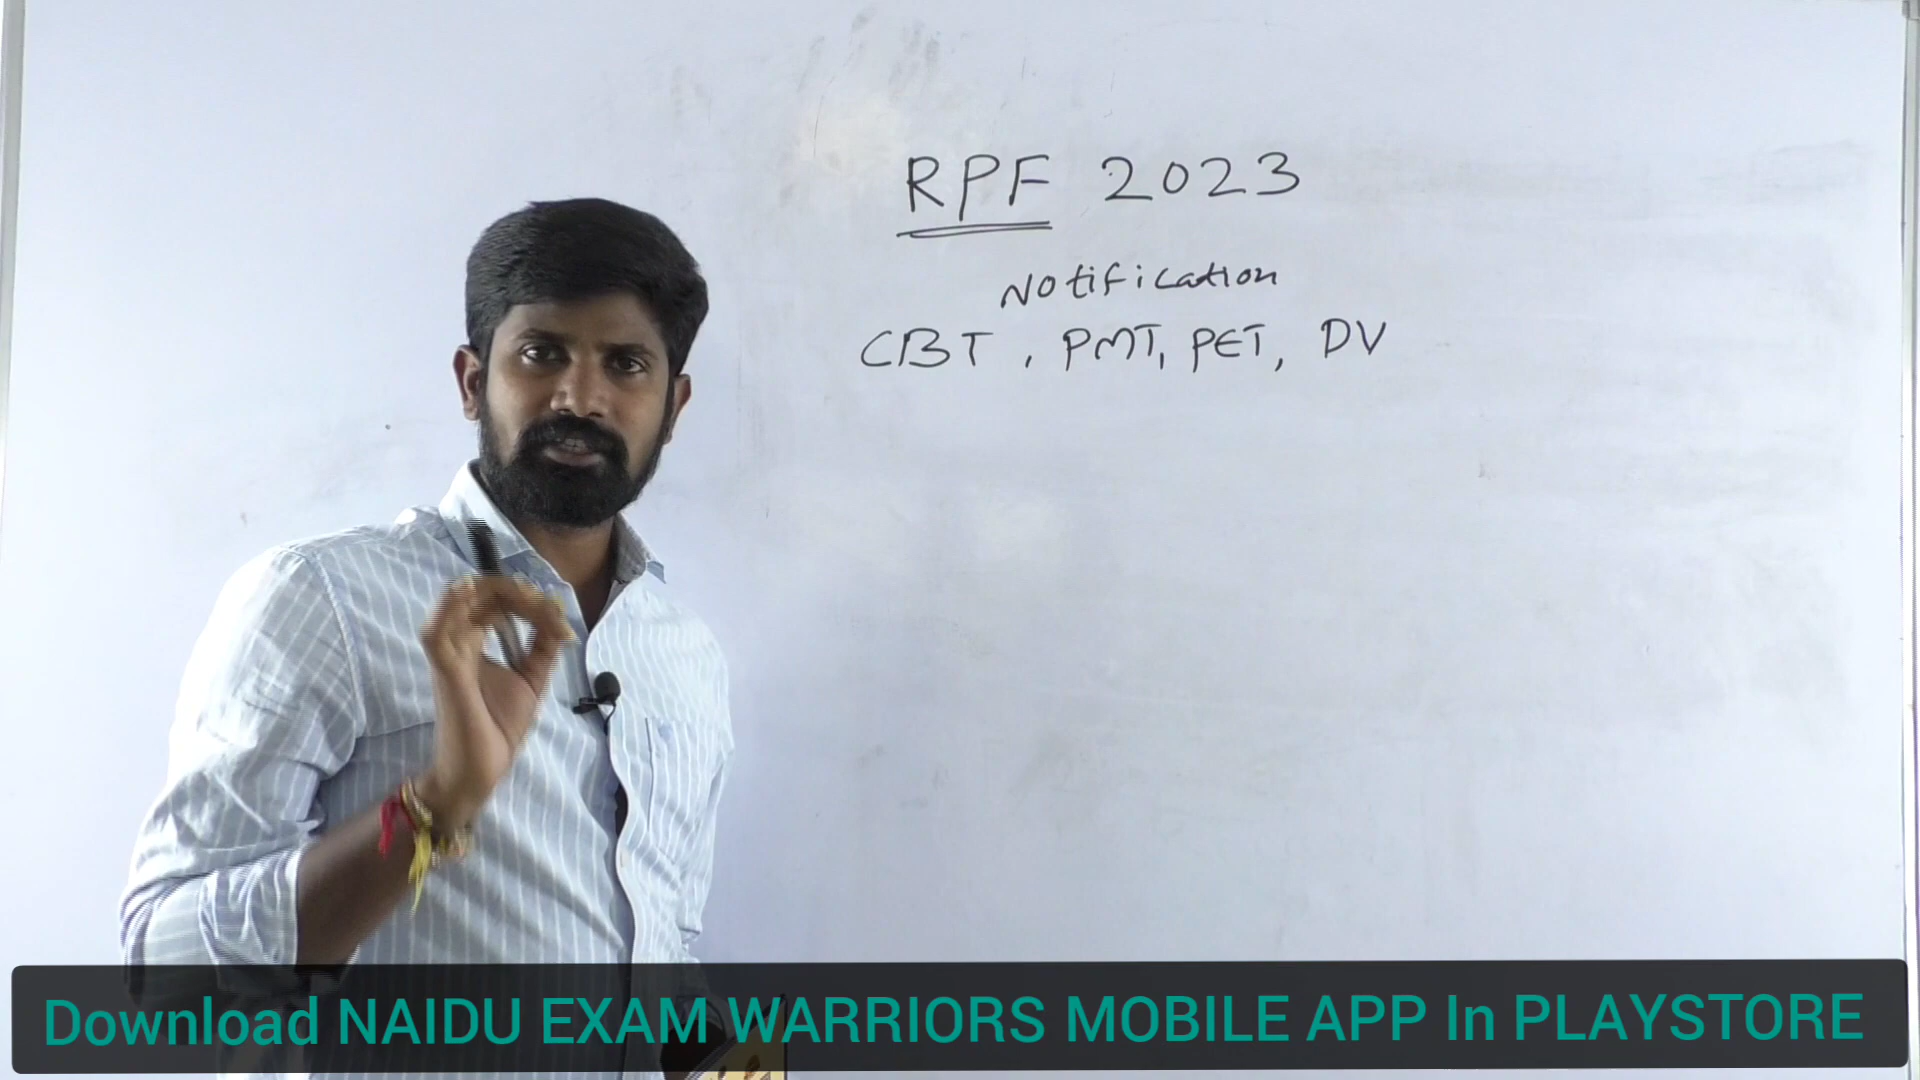 RPF 2023
Notification
CBT, PMT, PET, DV
Download NAIDU EXAM WARRIORS MOBILE APP In PLAYSTORE